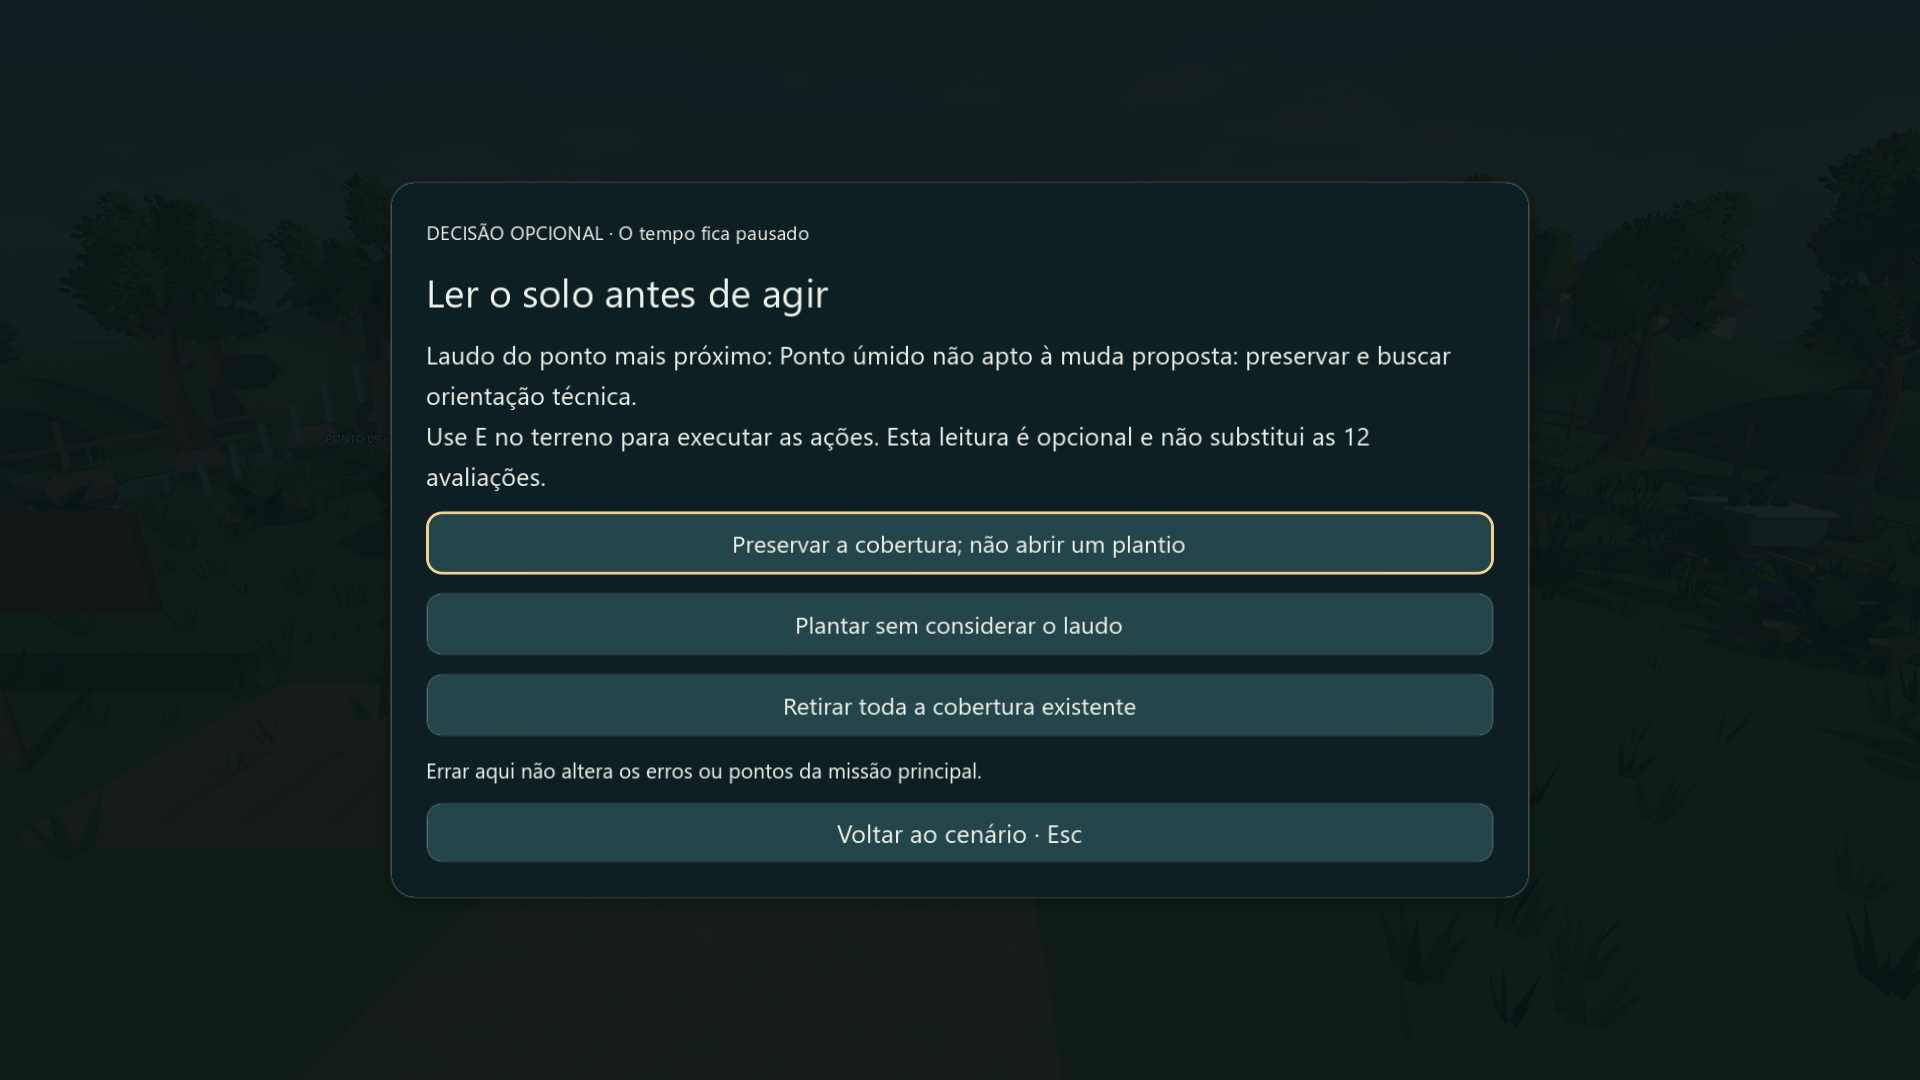 DECISÃO OPCIONAL · O tempo fica pausado
Ler o solo antes de agir
Laudo do ponto mais próximo: Ponto úmido não apto à muda proposta: preservar e buscar
orientação técnica.
Use E no terreno para executar as ações. Esta leitura é opcional e não substitui as 12
avaliações.
PONTO 09
Preservar a cobertura; não abrir um plantio
Plantar sem considerar o laudo
Retirar toda a cobertura existente
Errar aqui não altera os erros ou pontos da missão principal.
Voltar ao cenário · Esc